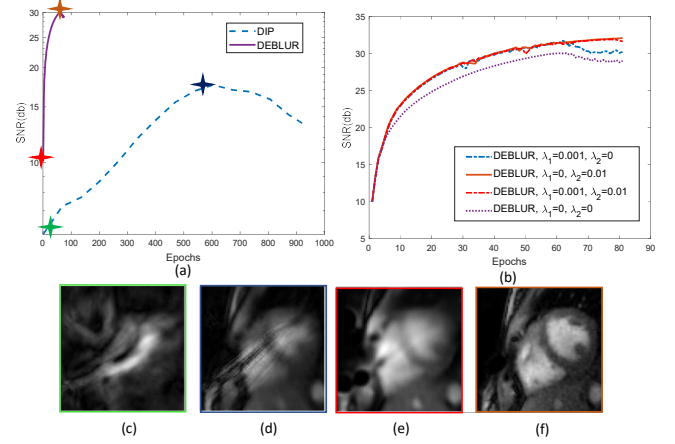 30
25
20
15
10
SNR(db)
DIP
DEBLUR
0 100 200 300 400 500 600 700 800 900 1000
Epochs
(a)
35
30
25
20
15
10
5
SNR(db)
DEBLUR, λ1=0.001, λ2=0
DEBLUR, λ1=0, λ2=0.01
DEBLUR, λ1=0.001, λ2=0.01
DEBLUR, λ1=0, λ2=0
0 10 20 30 40 50 60 70 80 90
Epochs
(b)
(c) (d) (e) (f)